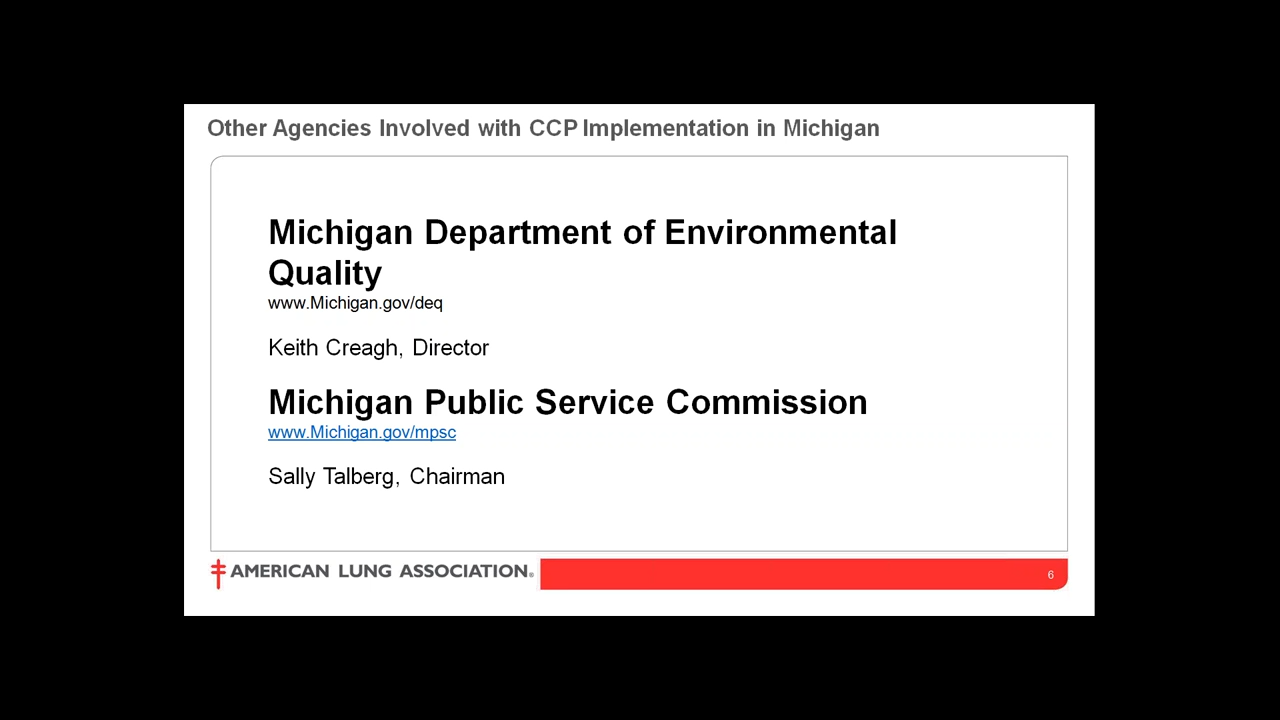 Other Agencies Involved with CCP Implementation in Michigan
Michigan Department of Environmental
Quality
www.Michigan.gov/deq
Keith Creagh, Director
Michigan Public Service Commission
www.Michigan.gov/mpsc
Sally Talberg, Chairman
AMERICAN LUNG ASSOCIATION®
6